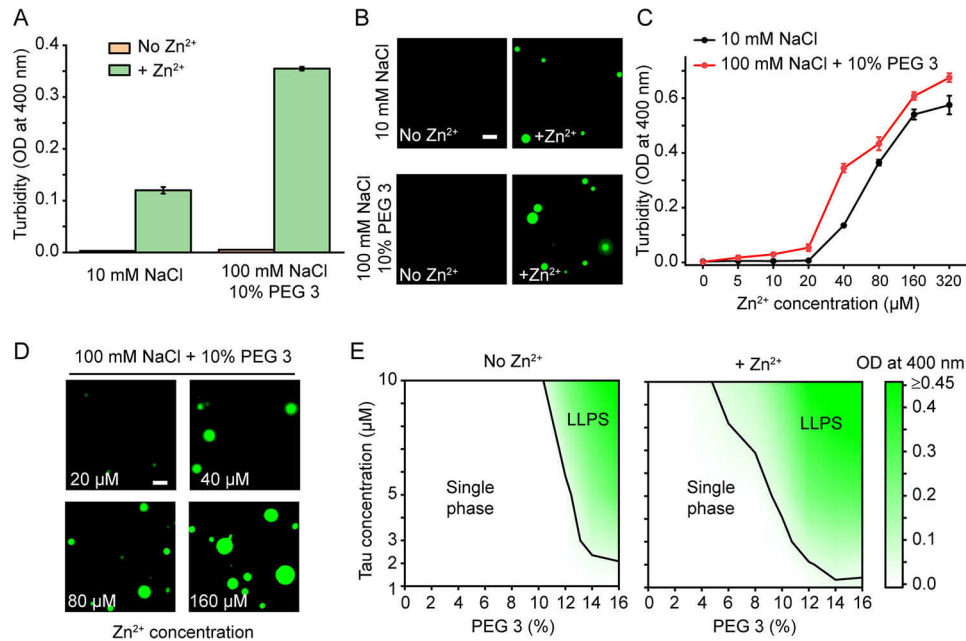 A
Turbidity (OD at 400 nm)
0.4
0.3
0.2
0.1
0.0
No Zn²⁺
+ Zn²⁺
10 mM NaCl
100 mM NaCl
10% PEG 3
B
10 mM NaCl
No Zn²⁺
+Zn²⁺
100 mM NaCl
10% PEG 3
No Zn²⁺
+Zn²⁺
C
10 mM NaCl
100 mM NaCl + 10% PEG 3
Turbidity (OD at 400 nm)
0.6
0.4
0.2
0.0
0 5 10 20 40 80 160 320
Zn²⁺ concentration (µM)
D
100 mM NaCl + 10% PEG 3
20 µM
40 µM
80 µM
160 µM
Zn²⁺ concentration
E
No Zn²⁺
Tau concentration (µM)
10
5
2
1
LLPS
Single
phase
0 2 4 6 8 10 12 14 16
PEG 3 (%)
+ Zn²⁺
LLPS
Single
phase
0 2 4 6 8 10 12 14 16
PEG 3 (%)
OD at 400 nm
≥0.45
0.4
0.3
0.2
0.1
0.0